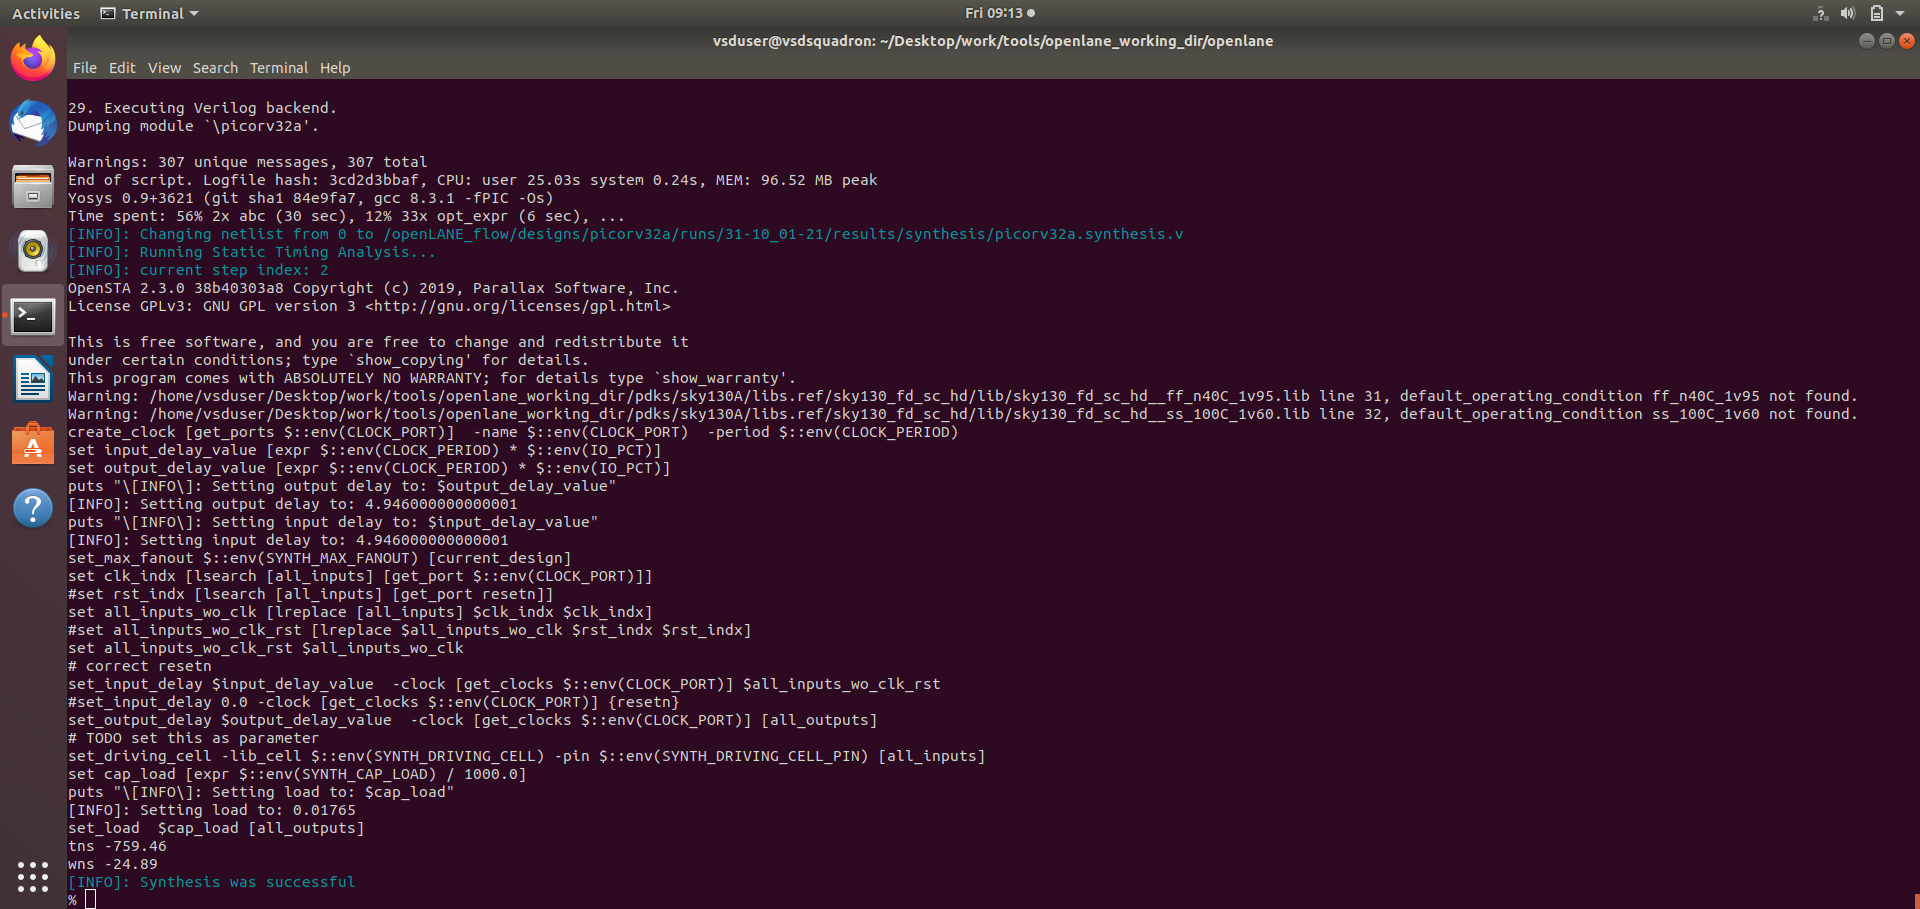 Activities Terminal Fri 09:13
vsduser@vsdsquadron: ~/Desktop/work/tools/openlane_working_dir/openlane
File Edit View Search Terminal Help
29. Executing Verilog backend.
Dumping module `\picorv32a'.
Warnings: 307 unique messages, 307 total
End of script. Logfile hash: 3cd2d3bbaf, CPU: user 25.03s system 0.24s, MEM: 96.52 MB peak
Yosys 0.9+3621 (git sha1 84e9fa7, gcc 8.3.1 -fPIC -Os)
Time spent: 56% 2x abc (30 sec), 12% 33x opt_expr (6 sec), ...
[INFO]: Changing netlist from 0 to /openLANE_flow/designs/picorv32a/runs/31-10_01-21/results/synthesis/picorv32a.synthesis.v
[INFO]: Running Static Timing Analysis...
[INFO]: current step index: 2
OpenSTA 2.3.0 38b40303a8 Copyright (c) 2019, Parallax Software, Inc.
License GPLv3: GNU GPL version 3 <http://gnu.org/licenses/gpl.html>
This is free software, and you are free to change and redistribute it
under certain conditions; type `show_copying' for details.
This program comes with ABSOLUTELY NO WARRANTY; for details type `show_warranty'.
Warning: /home/vsduser/Desktop/work/tools/openlane_working_dir/pdks/sky130A/libs.ref/sky130_fd_sc_hd/lib/sky130_fd_sc_hd__ff_n40C_1v95.lib line 31, default_operating_condition ff_n40C_1v95 not found.
Warning: /home/vsduser/Desktop/work/tools/openlane_working_dir/pdks/sky130A/libs.ref/sky130_fd_sc_hd/lib/sky130_fd_sc_hd__ss_100C_1v60.lib line 32, default_operating_condition ss_100C_1v60 not found.
create_clock [get_ports $::env(CLOCK_PORT)]  -name $::env(CLOCK_PORT)  -period $::env(CLOCK_PERIOD)
set input_delay_value [expr $::env(CLOCK_PERIOD) * $::env(IO_PCT)]
set output_delay_value [expr $::env(CLOCK_PERIOD) * $::env(IO_PCT)]
puts "\[INFO\]: Setting output delay to: $output_delay_value"
[INFO]: Setting output delay to: 4.946000000000001
puts "\[INFO\]: Setting input delay to: $input_delay_value"
[INFO]: Setting input delay to: 4.946000000000001
set_max_fanout $::env(SYNTH_MAX_FANOUT) [current_design]
set clk_indx [lsearch [all_inputs] [get_port $::env(CLOCK_PORT)]]
#set rst_indx [lsearch [all_inputs] [get_port resetn]]
set all_inputs_wo_clk [lreplace [all_inputs] $clk_indx $clk_indx]
#set all_inputs_wo_clk_rst [lreplace $all_inputs_wo_clk $rst_indx $rst_indx]
set all_inputs_wo_clk_rst $all_inputs_wo_clk
# correct resetn
set_input_delay $input_delay_value  -clock [get_clocks $::env(CLOCK_PORT)] $all_inputs_wo_clk_rst
#set_input_delay 0.0 -clock [get_clocks $::env(CLOCK_PORT)] {resetn}
set_output_delay $output_delay_value  -clock [get_clocks $::env(CLOCK_PORT)] [all_outputs]
# TODO set this as parameter
set_driving_cell -lib_cell $::env(SYNTH_DRIVING_CELL) -pin $::env(SYNTH_DRIVING_CELL_PIN) [all_inputs]
set cap_load [expr $::env(SYNTH_CAP_LOAD) / 1000.0]
puts "\[INFO\]: Setting load to: $cap_load"
[INFO]: Setting load to: 0.01765
set_load  $cap_load [all_outputs]
tns -759.46
wns -24.89
[INFO]: Synthesis was successful
%